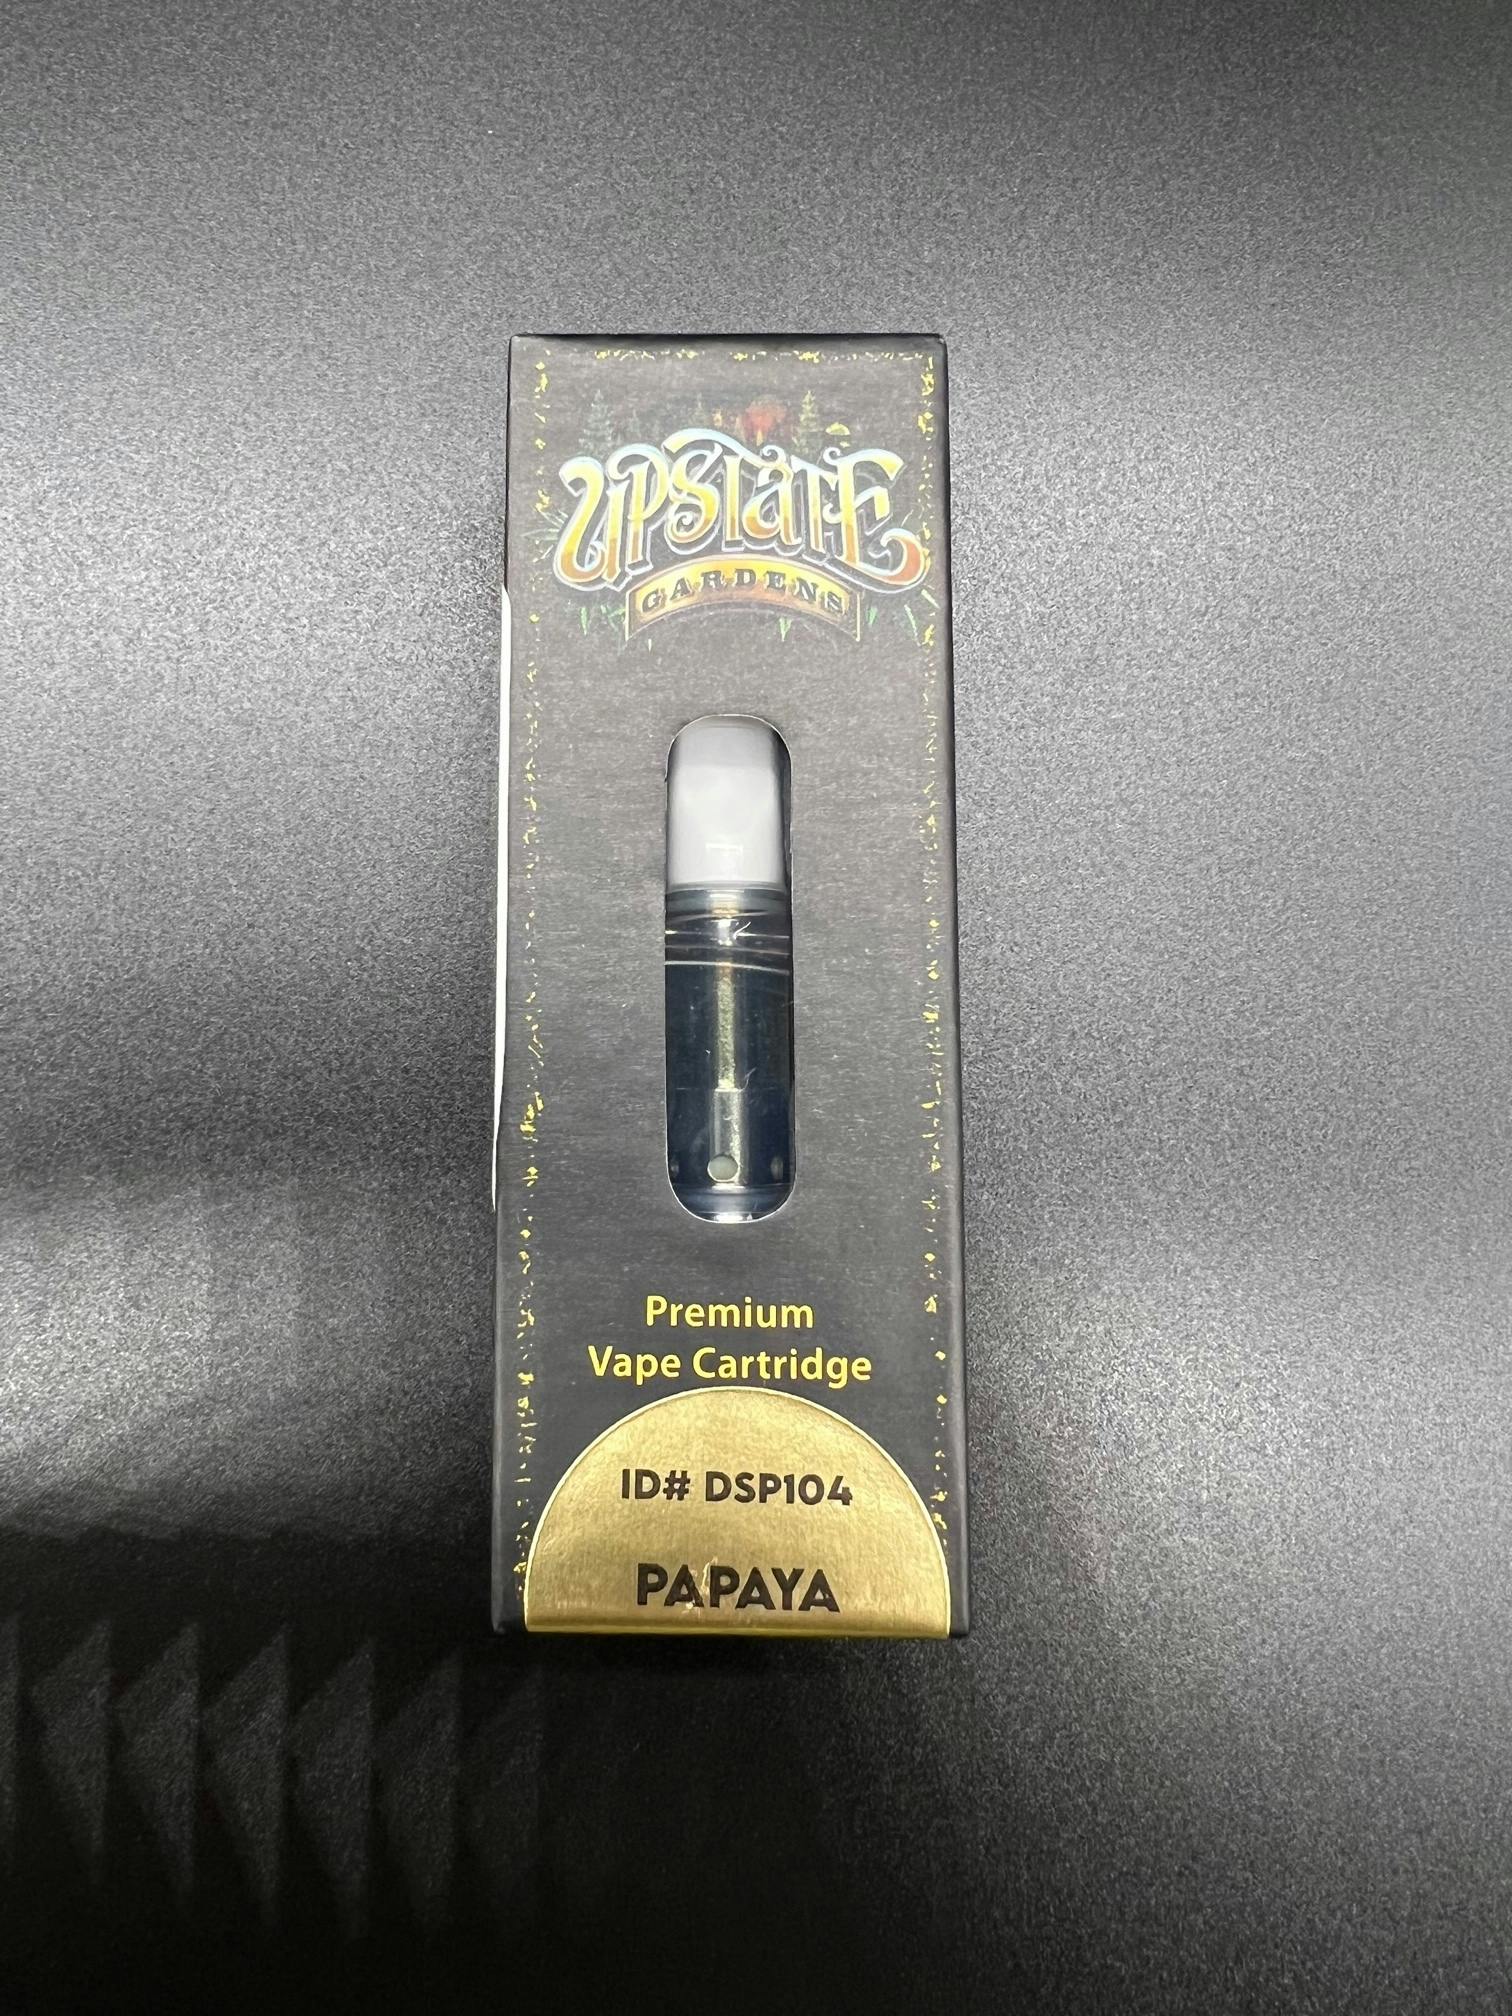 UPSTATE
GARDENS
Premium
Vape Cartridge
ID# DSP104
PAPAYA